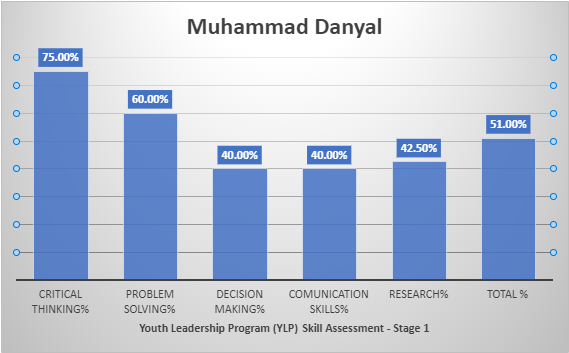 Muhammad Danyal
75.00%
60.00%
40.00%
40.00%
42.50%
51.00%
CRITICAL
THINKING%
PROBLEM
SOLVING%
DECISION
MAKING%
COMUNICATION
SKILLS%
RESEARCH%
TOTAL %
Youth Leadership Program (YLP) Skill Assessment - Stage 1